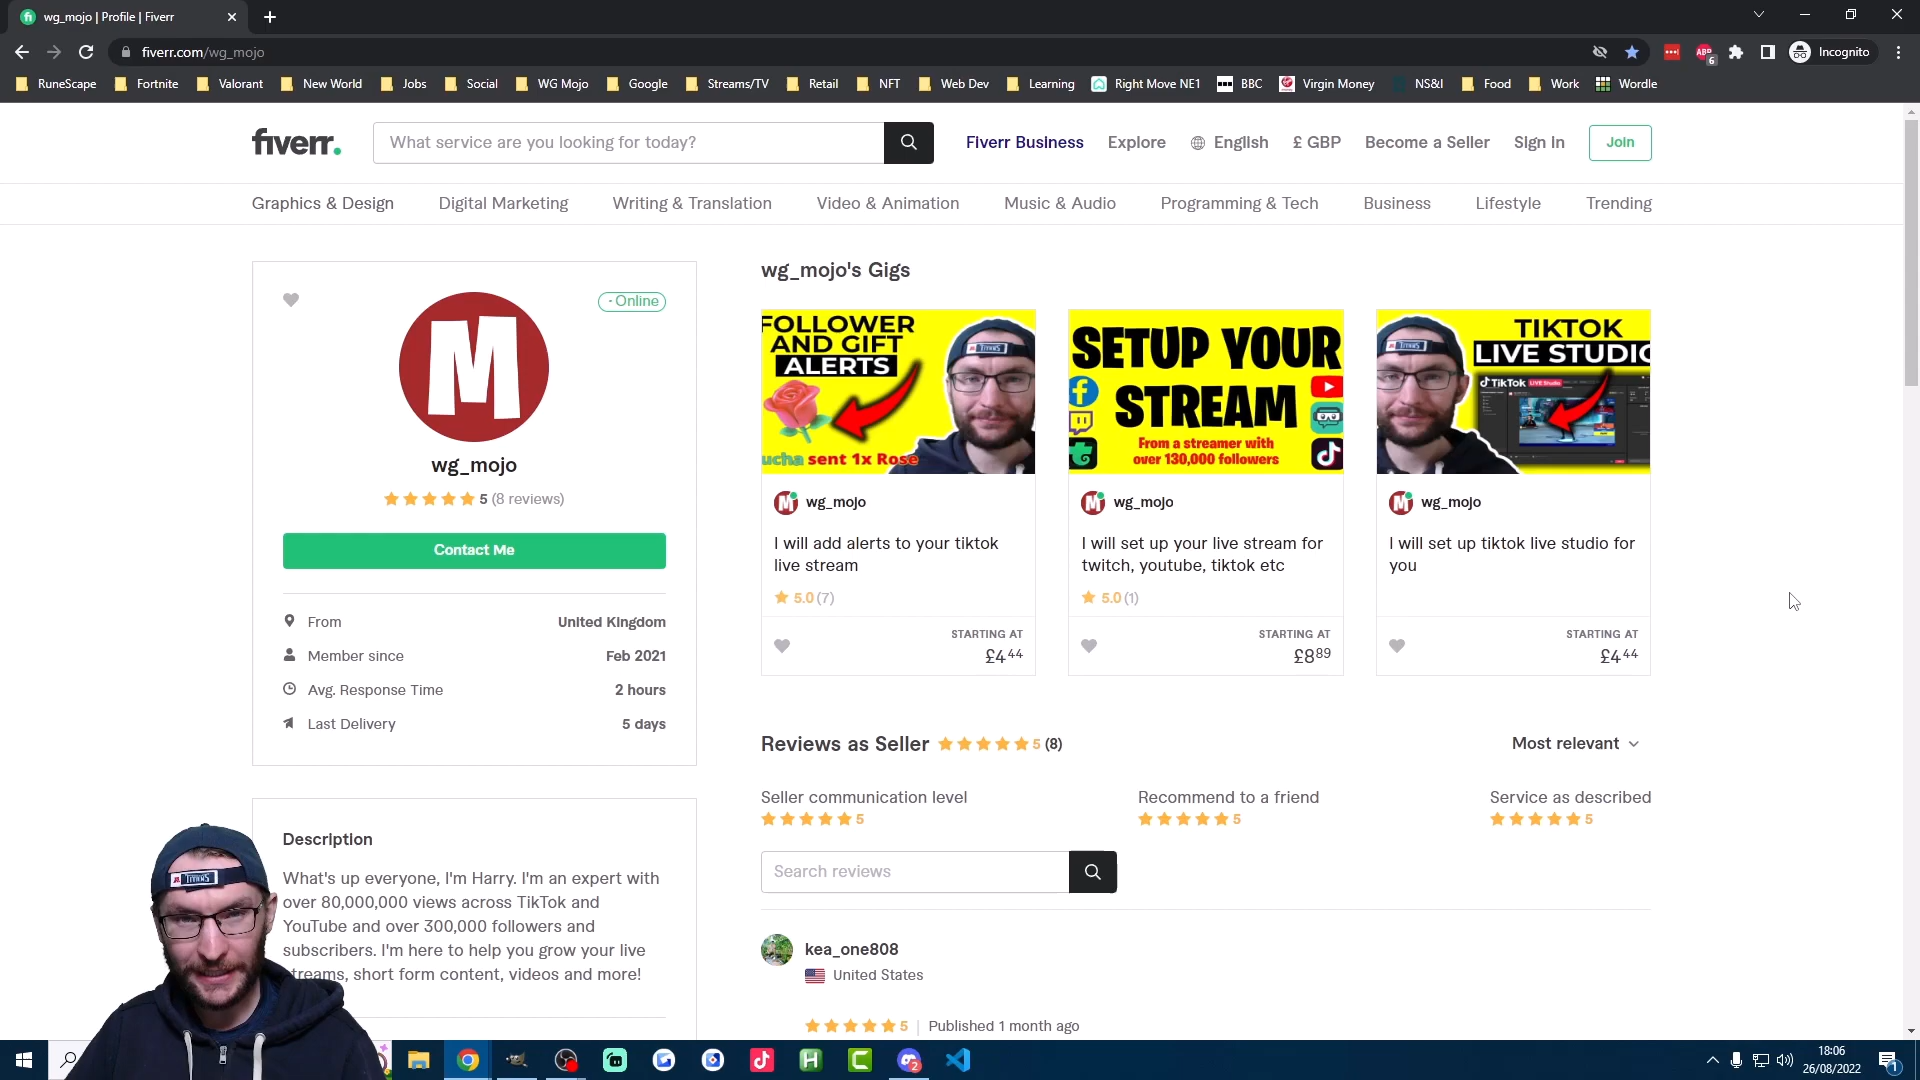 wg_mojo | Profile | Fiverr
fiverr.com/wg_mojo
ABP
6
Incognito
RuneScape
Fortnite
Valorant
New World
Jobs
Social
WG Mojo
Google
Streams/TV
Retail
NFT
Web Dev
Learning
Right Move NE1
BBC
Virgin Money
NS&I
Food
Work
Wordle
fiverr.
What service are you looking for today?
Fiverr Business
Explore
English
£ GBP
Become a Seller
Sign in
Join
Graphics & Design
Digital Marketing
Writing & Translation
Video & Animation
Music & Audio
Programming & Tech
Business
Lifestyle
Trending
Online
M
wg_mojo
5 (8 reviews)
Contact Me
From
United Kingdom
Member since
Feb 2021
Avg. Response Time
2 hours
Last Delivery
5 days
Description
What's up everyone, I'm Harry. I'm an expert with
over 80,000,000 views across TikTok and
YouTube and over 300,000 followers and
subscribers. I'm here to help you grow your live
streams, short form content, videos and more!
wg_mojo's Gigs
FOLLOWER
AND GIFT
ALERTS
ucha sent 1x Rose
wg_mojo
I will add alerts to your tiktok
live stream
5.0 (7)
STARTING AT
£4.44
SETUP YOUR
STREAM
From a streamer with
over 130,000 followers
wg_mojo
I will set up your live stream for
twitch, youtube, tiktok etc
5.0 (1)
STARTING AT
£8.89
TIKTOK
LIVE STUDIO
TikTok LIVE Studio
wg_mojo
I will set up tiktok live studio for
you
STARTING AT
£4.44
Reviews as Seller
5 (8)
Most relevant
Seller communication level
5
Recommend to a friend
5
Service as described
5
Search reviews
kea_one808
United States
5 | Published 1 month ago
18:06
26/08/2022